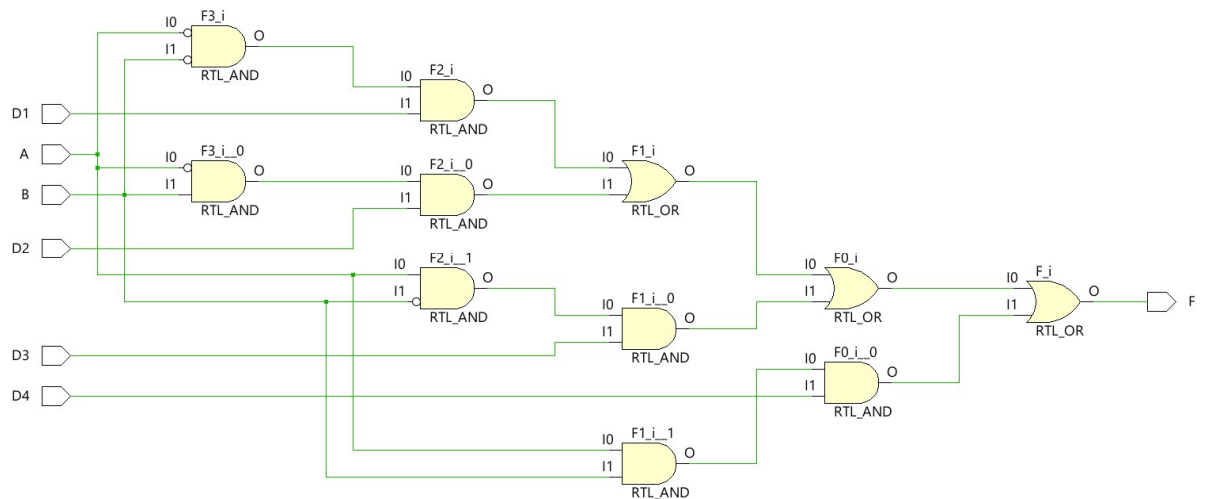 F3_i
I0
O
I1
RTL_AND
F2_i
I0
O
I1
RTL_AND
D1
A
F3_i__0
I0
O
I1
RTL_AND
B
F2_i__0
I0
O
I1
RTL_AND
F1_i
I0
O
I1
RTL_OR
D2
F2_i__1
I0
O
I1
RTL_AND
F1_i__0
I0
O
I1
RTL_AND
F0_i
I0
O
I1
RTL_OR
F_i
I0
O
I1
RTL_OR
F
D3
D4
F0_i__0
I0
O
I1
RTL_AND
F1_i__1
I0
O
I1
RTL_AND